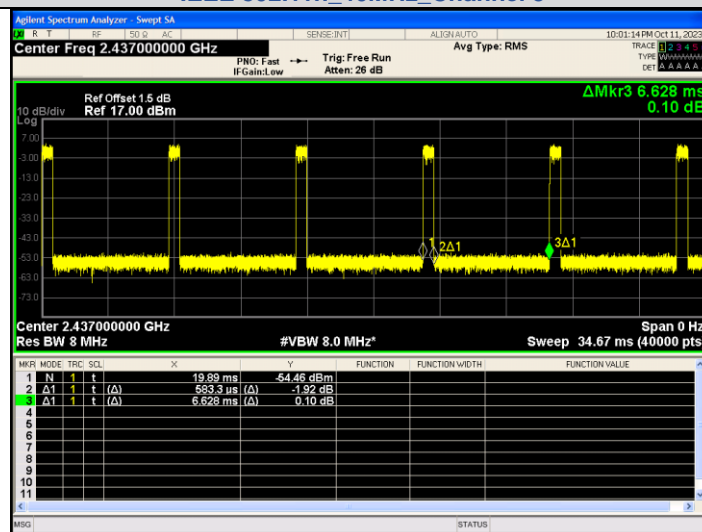 Agilent Spectrum Analyzer - Swept SA
R T RF 50 Ω AC SENSE:INT ALIGNAUTO 10:01:14 PM Oct 11, 2023
Center Freq 2.437000000 GHz Avg Type: RMS TRACE 1 2 3 4 5
PNO: Fast Trig: Free Run TYPE W
IFGain:Low Atten: 26 dB DET A A A A A
ΔMkr3 6.628 ms
Ref Offset 1.5 dB 0.10 dB
10 dB/div Ref 17.00 dBm
Log
7.00
-3.00
-13.0
-23.0
-33.0
-43.0
1 2Δ1 3Δ1
-53.0
-63.0
-73.0
Center 2.437000000 GHz Span 0 Hz
Res BW 8 MHz #VBW 8.0 MHz* Sweep 34.67 ms (40000 pts
MKR MODE TRC SCL X Y FUNCTION FUNCTION WIDTH FUNCTION VALUE
1 N 1 t 19.89 ms -54.46 dBm
2 Δ1 1 t (Δ) 583.3 µs (Δ) -1.92 dB
3 Δ1 1 t (Δ) 6.628 ms (Δ) 0.10 dB
4
5
6
7
8
9
10
11
MSG STATUS